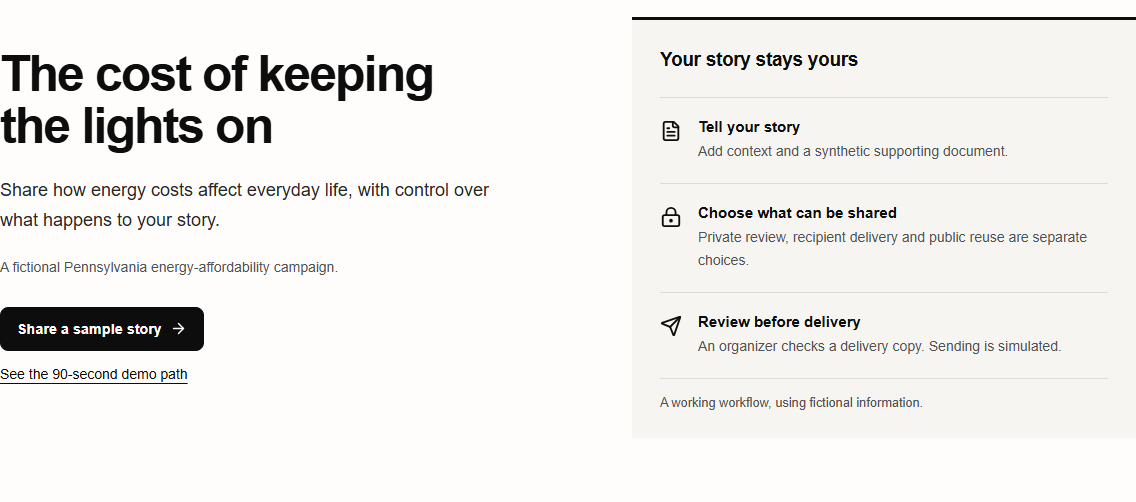 The cost of keeping
the lights on
Share how energy costs affect everyday life, with control over
what happens to your story.
A fictional Pennsylvania energy-affordability campaign.
Share a sample story →
See the 90-second demo path
Your story stays yours
Tell your story
Add context and a synthetic supporting document.
Choose what can be shared
Private review, recipient delivery and public reuse are separate
choices.
Review before delivery
An organizer checks a delivery copy. Sending is simulated.
A working workflow, using fictional information.